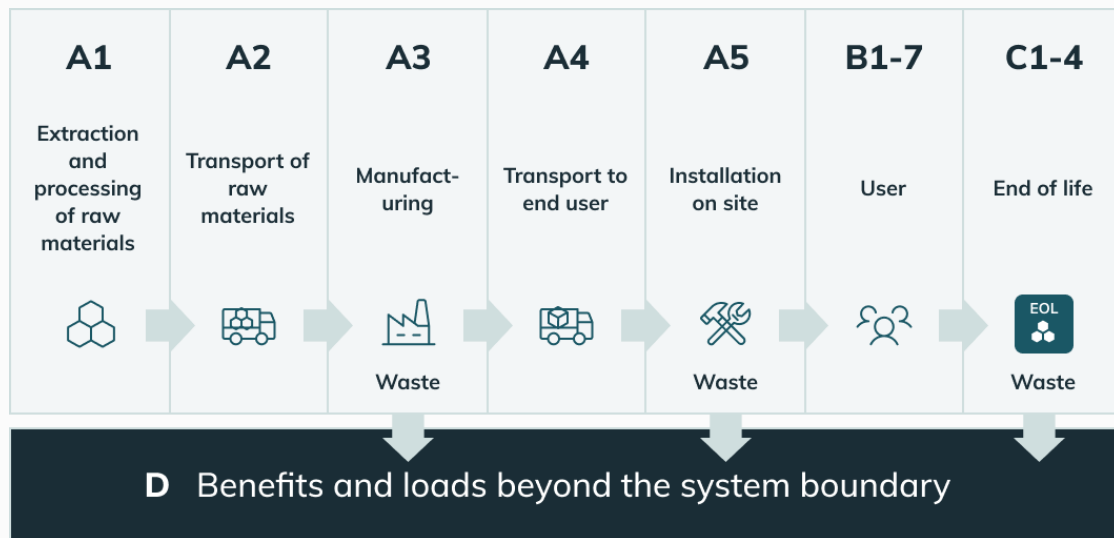 A1
Extraction
and
processing
of raw
materials
A2
Transport of
raw
materials
A3
Manufact-
uring
Waste
A4
Transport to
end user
A5
Installation
on site
Waste
B1-7
User
C1-4
End of life
EOL
Waste
D Benefits and loads beyond the system boundary